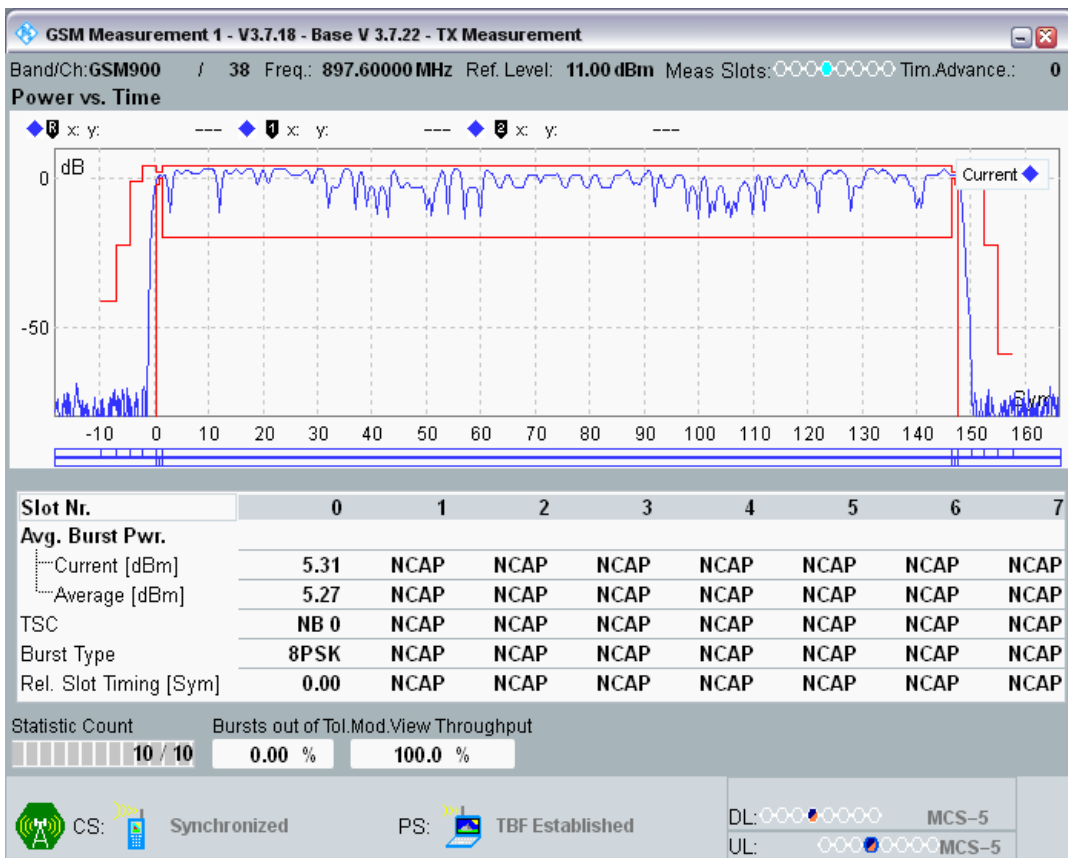 GSM Measurement 1 - V3.7.18 - Base V 3.7.22 - TX Measurement
Band/Ch:GSM900 / 38 Freq.: 897.60000 MHz Ref. Level: 11.00 dBm Meas Slots: Tim.Advance.: 0
Power vs. Time
R x: y: --- 1 x: y: --- 2 x: y: ---
dB
Current
0
-50
Sym
-10 0 10 20 30 40 50 60 70 80 90 100 110 120 130 140 150 160
Slot Nr. 0 1 2 3 4 5 6 7
Avg. Burst Pwr.
Current [dBm] 5.31 NCAP NCAP NCAP NCAP NCAP NCAP NCAP
Average [dBm] 5.27 NCAP NCAP NCAP NCAP NCAP NCAP NCAP
TSC NB 0 NCAP NCAP NCAP NCAP NCAP NCAP NCAP
Burst Type 8PSK NCAP NCAP NCAP NCAP NCAP NCAP NCAP
Rel. Slot Timing [Sym] 0.00 NCAP NCAP NCAP NCAP NCAP NCAP NCAP
Statistic Count Bursts out of Tol.Mod.View Throughput
10 / 10 0.00 % 100.0 %
DL: MCS-5
CS: Synchronized PS: TBF Established
UL: MCS-5